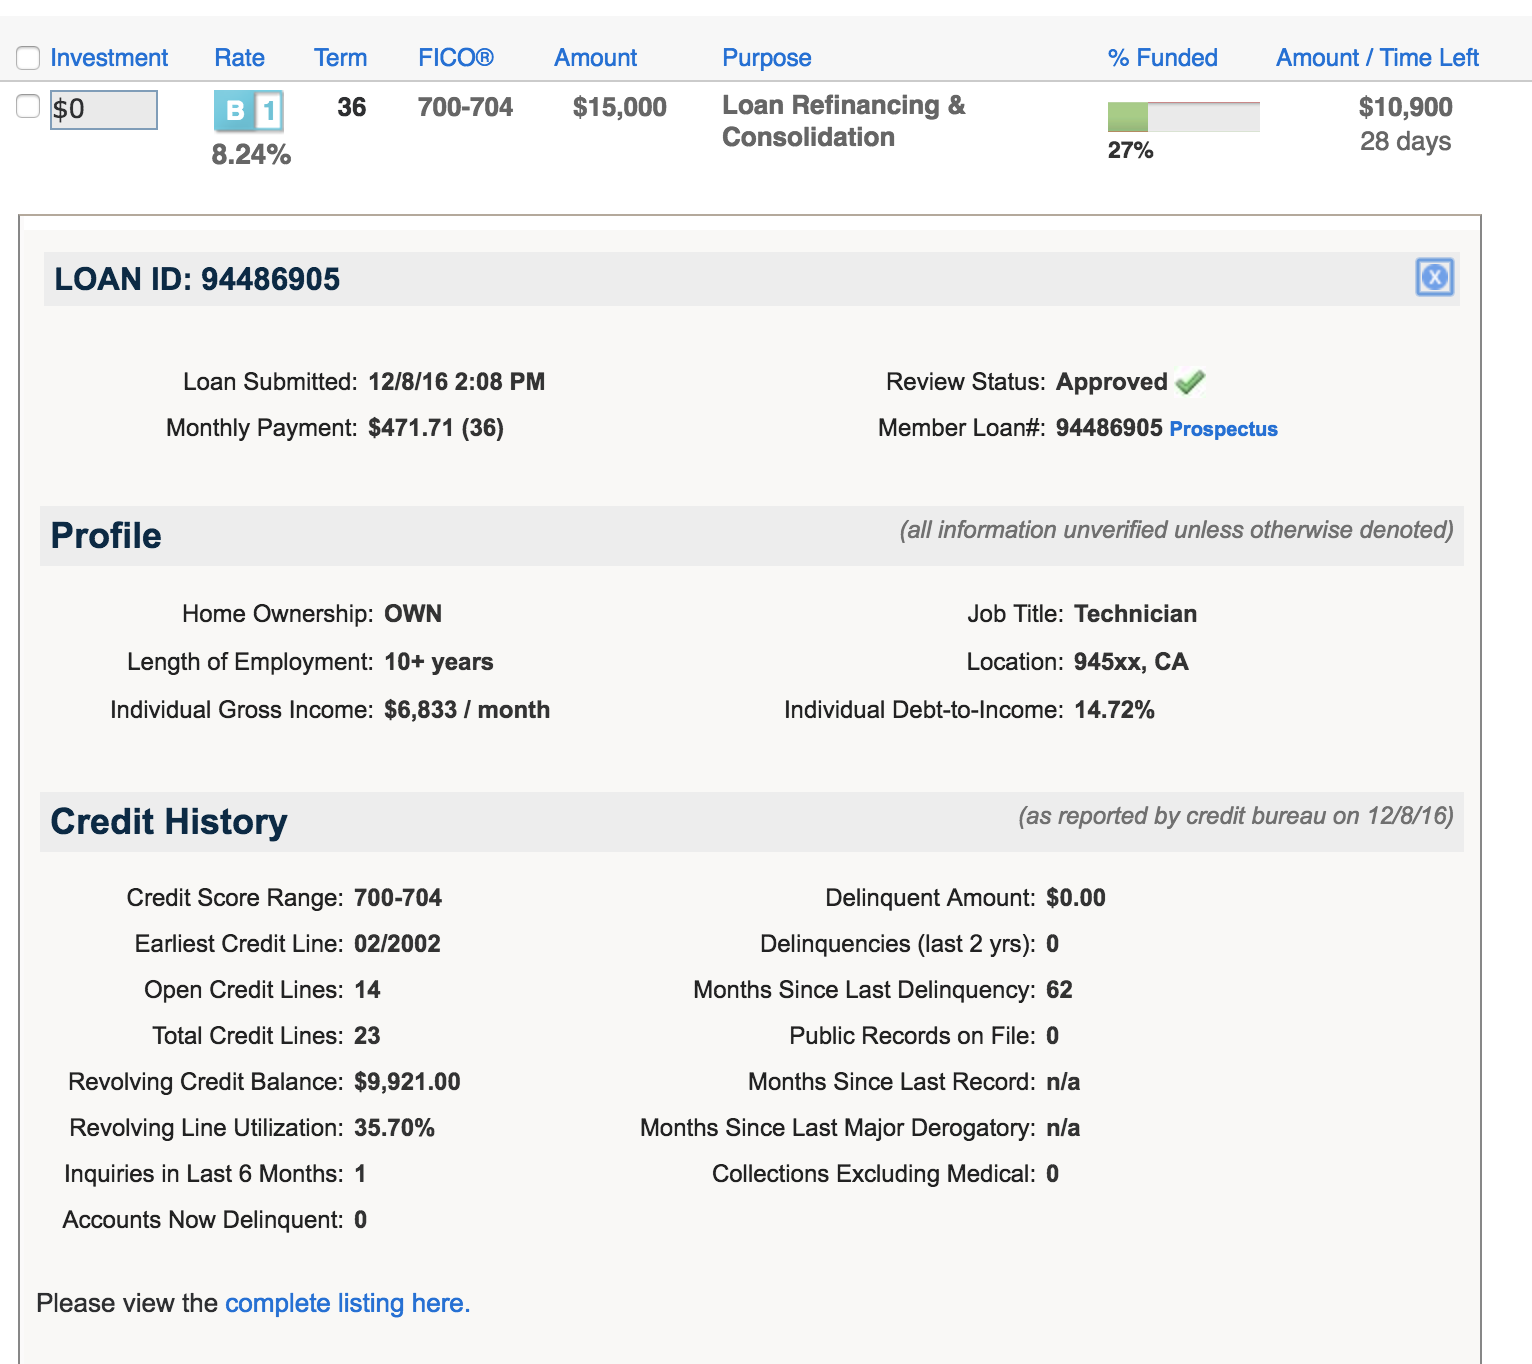 Investment Rate Term FICO® Amount Purpose % Funded Amount / Time Left
$0 B 1 36 700-704 $15,000 Loan Refinancing & $10,900
8.24% Consolidation 27% 28 days
LOAN ID: 94486905 X
Loan Submitted: 12/8/16 2:08 PM Review Status: Approved
Monthly Payment: $471.71 (36) Member Loan#: 94486905 Prospectus
Profile (all information unverified unless otherwise denoted)
Home Ownership: OWN Job Title: Technician
Length of Employment: 10+ years Location: 945xx, CA
Individual Gross Income: $6,833 / month Individual Debt-to-Income: 14.72%
Credit History (as reported by credit bureau on 12/8/16)
Credit Score Range: 700-704 Delinquent Amount: $0.00
Earliest Credit Line: 02/2002 Delinquencies (last 2 yrs): 0
Open Credit Lines: 14 Months Since Last Delinquency: 62
Total Credit Lines: 23 Public Records on File: 0
Revolving Credit Balance: $9,921.00 Months Since Last Record: n/a
Revolving Line Utilization: 35.70% Months Since Last Major Derogatory: n/a
Inquiries in Last 6 Months: 1 Collections Excluding Medical: 0
Accounts Now Delinquent: 0
Please view the complete listing here.